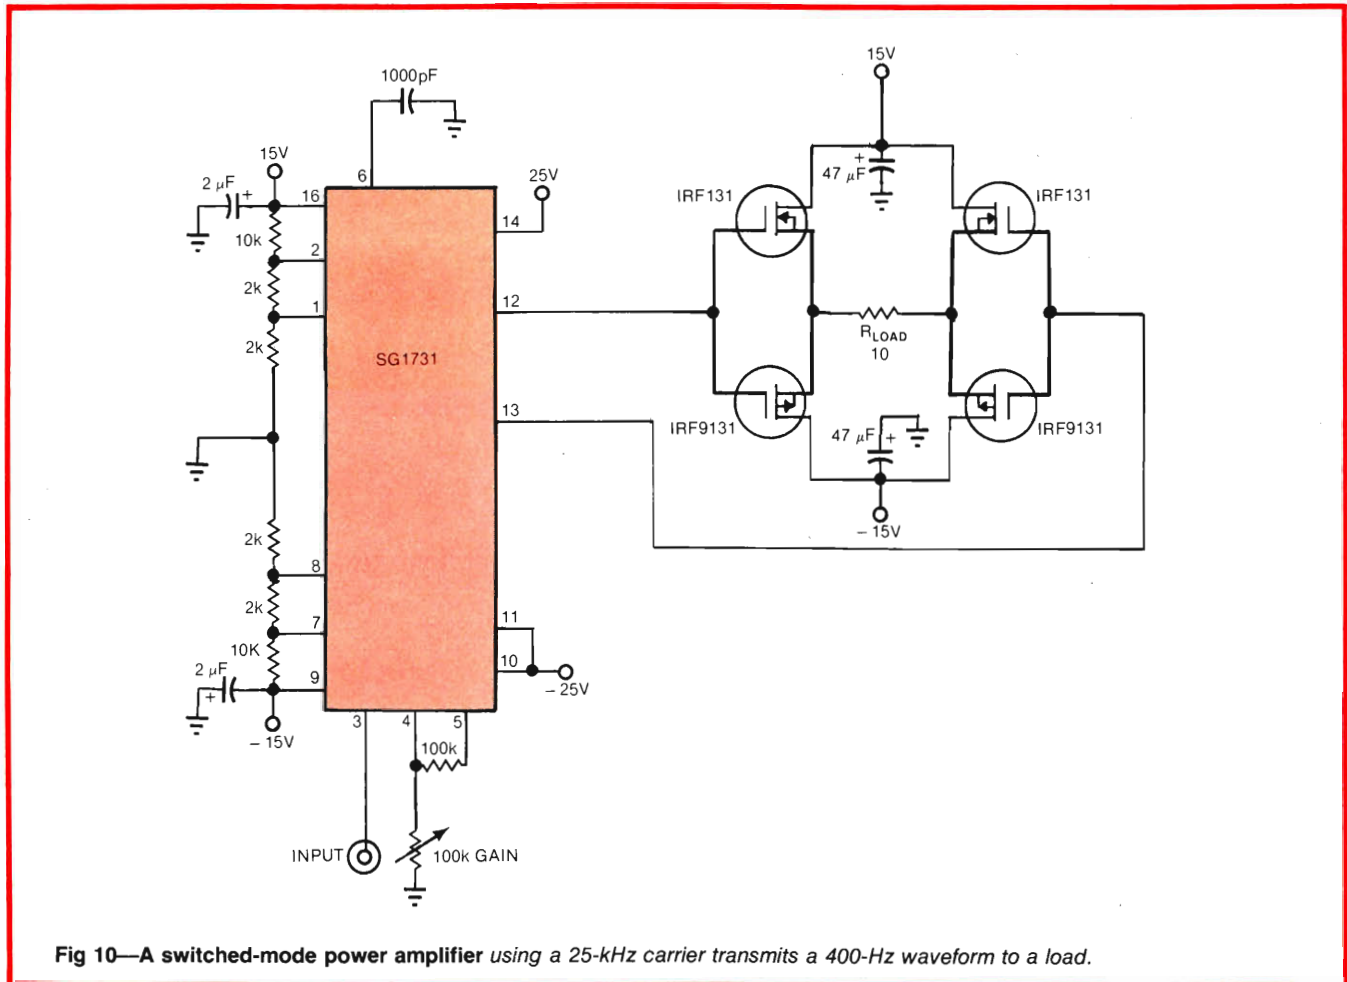 1000pF
15V
2 µF
+
10k
2k
2k
2k
2k
10K
2 µF
+
– 15V
16
2
1
8
7
9
6
14
12
13
11
10
3
4
5
SG1731
25V
– 25V
100k
INPUT
100k GAIN
15V
+
47 µF
IRF131
IRF131
RLOAD
10
IRF9131
IRF9131
47 µF
+
– 15V
Fig 10—A switched-mode power amplifier using a 25-kHz carrier transmits a 400-Hz waveform to a load.